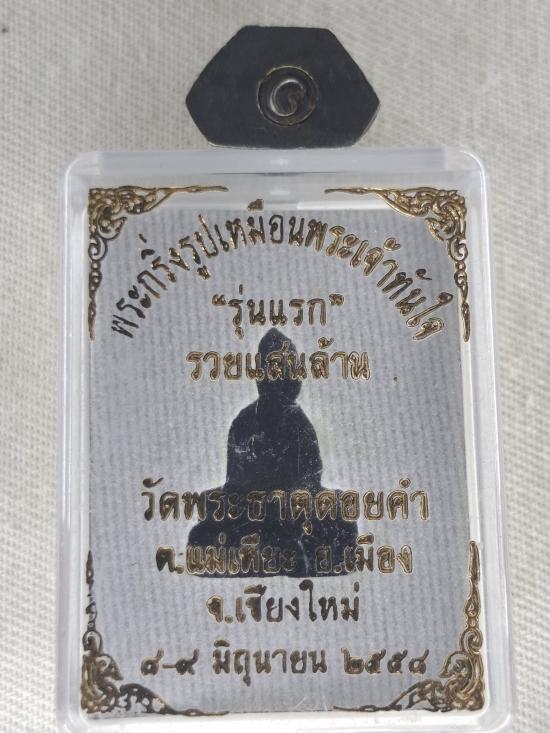 พระกริ่งรูปเหมือนพระเจ้าทันใจ
“รุ่นแรก”
รวยแสนล้าน
วัดพระธาตุดอยคำ
ต.แม่เหียะ อ.เมือง
จ.เชียงใหม่
๘-๙ มิถุนายน ๒๕๕๘